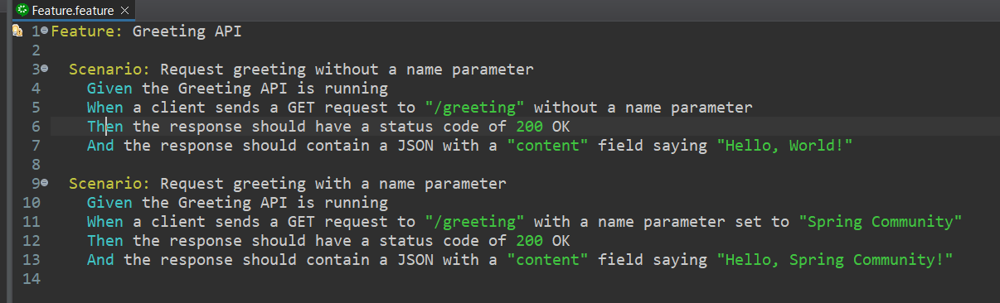 Feature.feature
1 Feature: Greeting API
2
3 Scenario: Request greeting without a name parameter
4 Given the Greeting API is running
5 When a client sends a GET request to "/greeting" without a name parameter
6 Then the response should have a status code of 200 OK
7 And the response should contain a JSON with a "content" field saying "Hello, World!"
8
9 Scenario: Request greeting with a name parameter
10 Given the Greeting API is running
11 When a client sends a GET request to "/greeting" with a name parameter set to "Spring Community"
12 Then the response should have a status code of 200 OK
13 And the response should contain a JSON with a "content" field saying "Hello, Spring Community!"
14